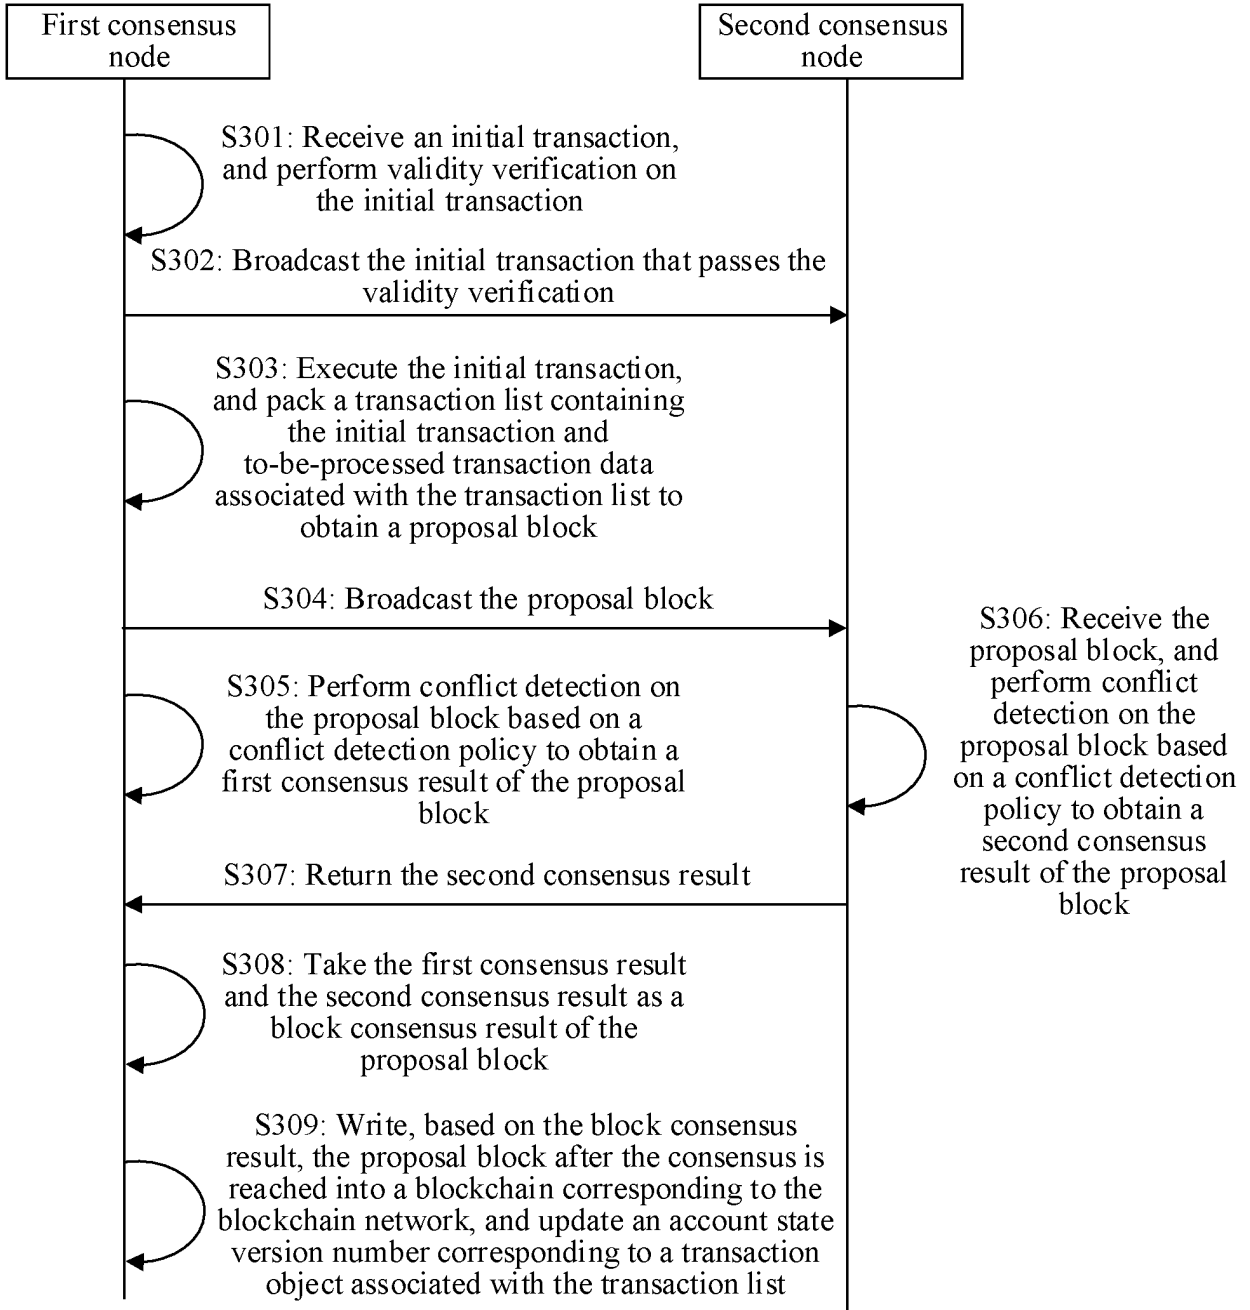 First consensus
node
Second consensus
node
S301: Receive an initial transaction,
and perform validity verification on
the initial transaction
S302: Broadcast the initial transaction that passes the
validity verification
S303: Execute the initial transaction,
and pack a transaction list containing
the initial transaction and
to-be-processed transaction data
associated with the transaction list to
obtain a proposal block
S304: Broadcast the proposal block
S305: Perform conflict detection on
the proposal block based on a
conflict detection policy to obtain a
first consensus result of the proposal
block
S306: Receive the
proposal block, and
perform conflict
detection on the
proposal block based
on a conflict detection
policy to obtain a
second consensus
result of the proposal
block
S307: Return the second consensus result
S308: Take the first consensus result
and the second consensus result as a
block consensus result of the
proposal block
S309: Write, based on the block consensus
result, the proposal block after the consensus is
reached into a blockchain corresponding to the
blockchain network, and update an account state
version number corresponding to a transaction
object associated with the transaction list